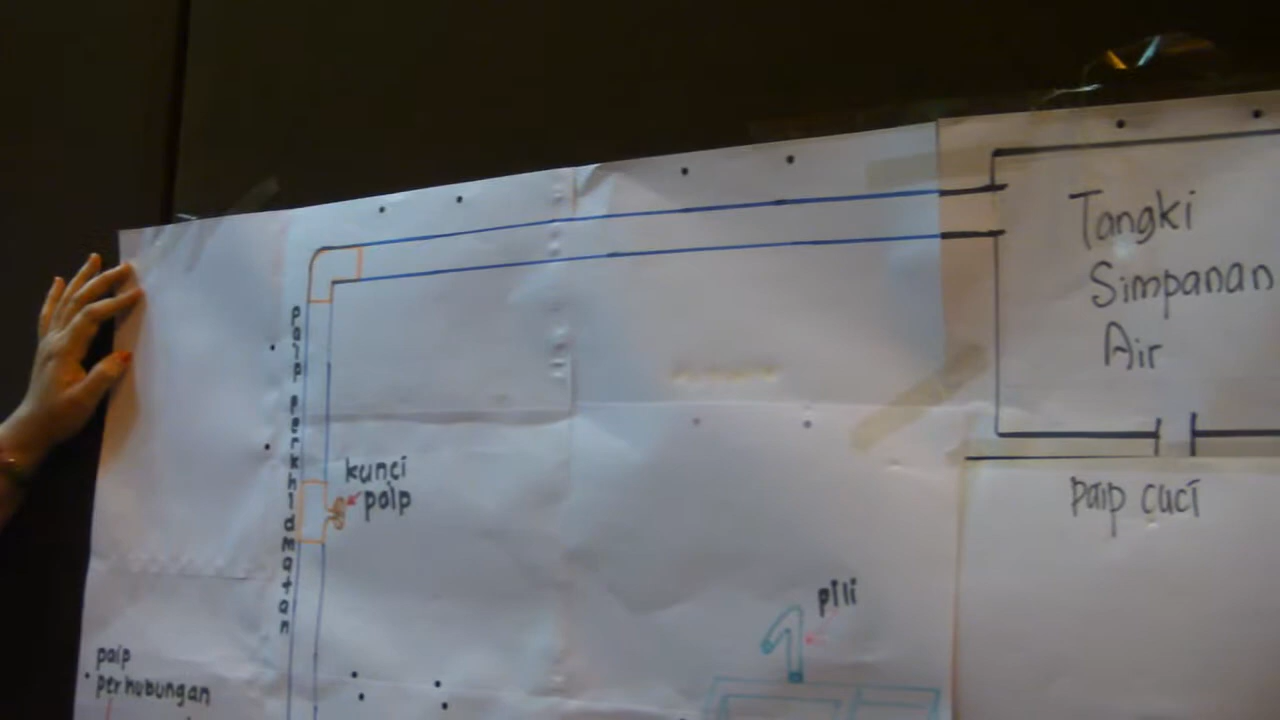 Tangki
Simpanan
Air
paip perkhidmatan
kunci
paip
paip cuci
pili
paip
perhubungan